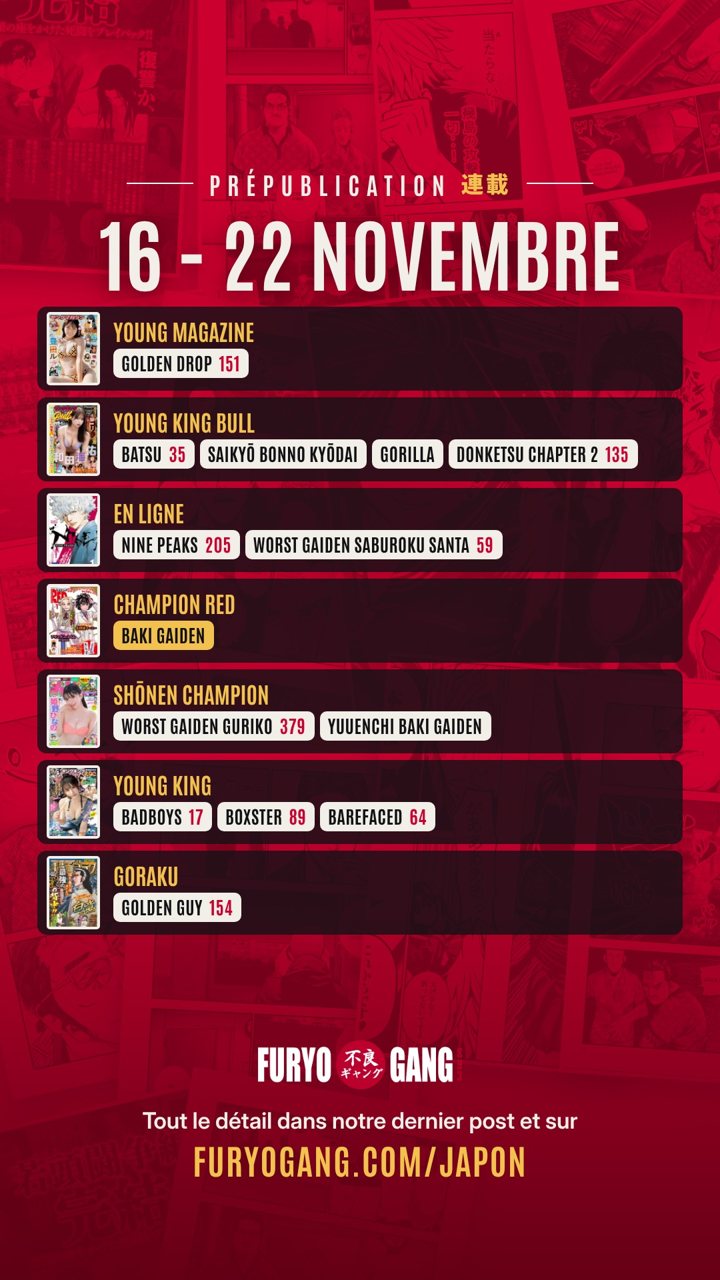 PRÉPUBLICATION 連載
16 - 22 NOVEMBRE
YOUNG MAGAZINE
GOLDEN DROP 151
YOUNG KING BULL
BATSU 35 SAIKYŌ BONNO KYŌDAI GORILLA DONKETSU CHAPTER 2 135
EN LIGNE
NINE PEAKS 205 WORST GAIDEN SABUROKU SANTA 59
CHAMPION RED
BAKI GAIDEN
SHŌNEN CHAMPION
WORST GAIDEN GURIKO 379 YUUENCHI BAKI GAIDEN
YOUNG KING
BADBOYS 17 BOXSTER 89 BAREFACED 64
GORAKU
GOLDEN GUY 154
FURYO 不良 ギャング GANG
Tout le détail dans notre dernier post et sur
FURYOGANG.COM/JAPON